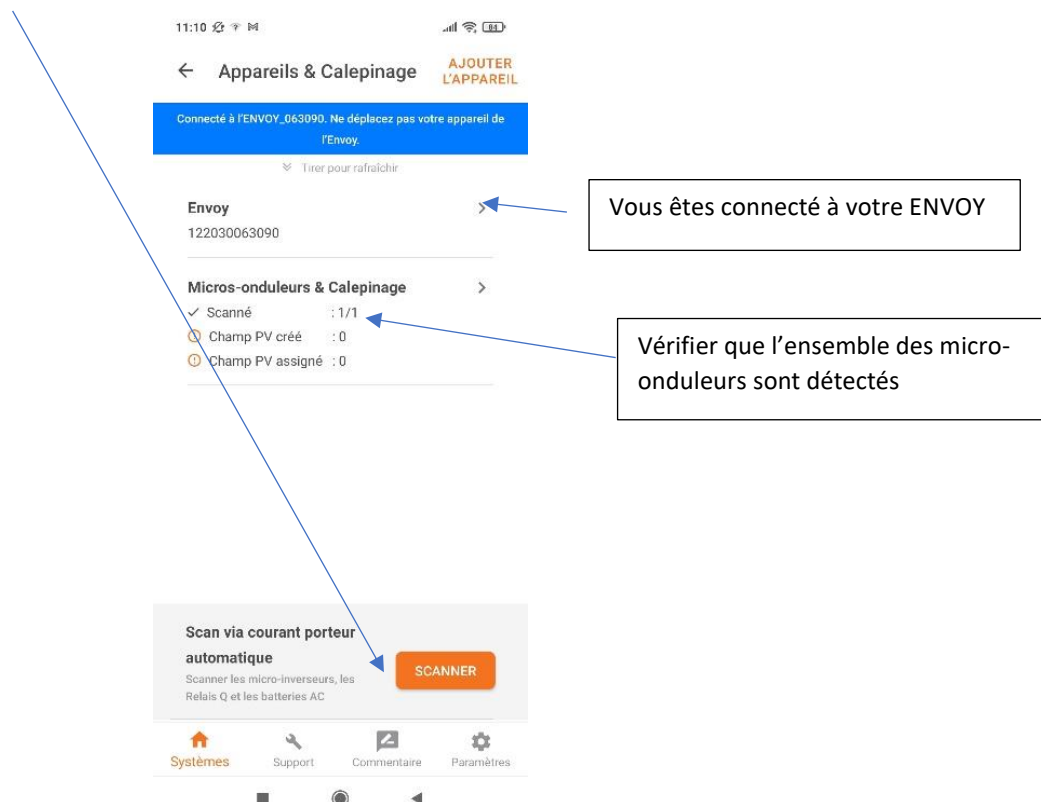 11:10
84
Appareils & Calepinage
AJOUTER
L'APPAREIL
Connecté à l'ENVOY_063090. Ne déplacez pas votre appareil de
l'Envoy.
Tirer pour rafraîchir
Envoy
122030063090
Vous êtes connecté à votre ENVOY
Micros-onduleurs & Calepinage
Scanné : 1/1
Champ PV créé : 0
Champ PV assigné : 0
Vérifier que l'ensemble des micro-
onduleurs sont détectés
Scan via courant porteur
automatique
Scanner les micro-inverseurs, les
Relais Q et les batteries AC
SCANNER
Systèmes
Support
Commentaire
Paramètres